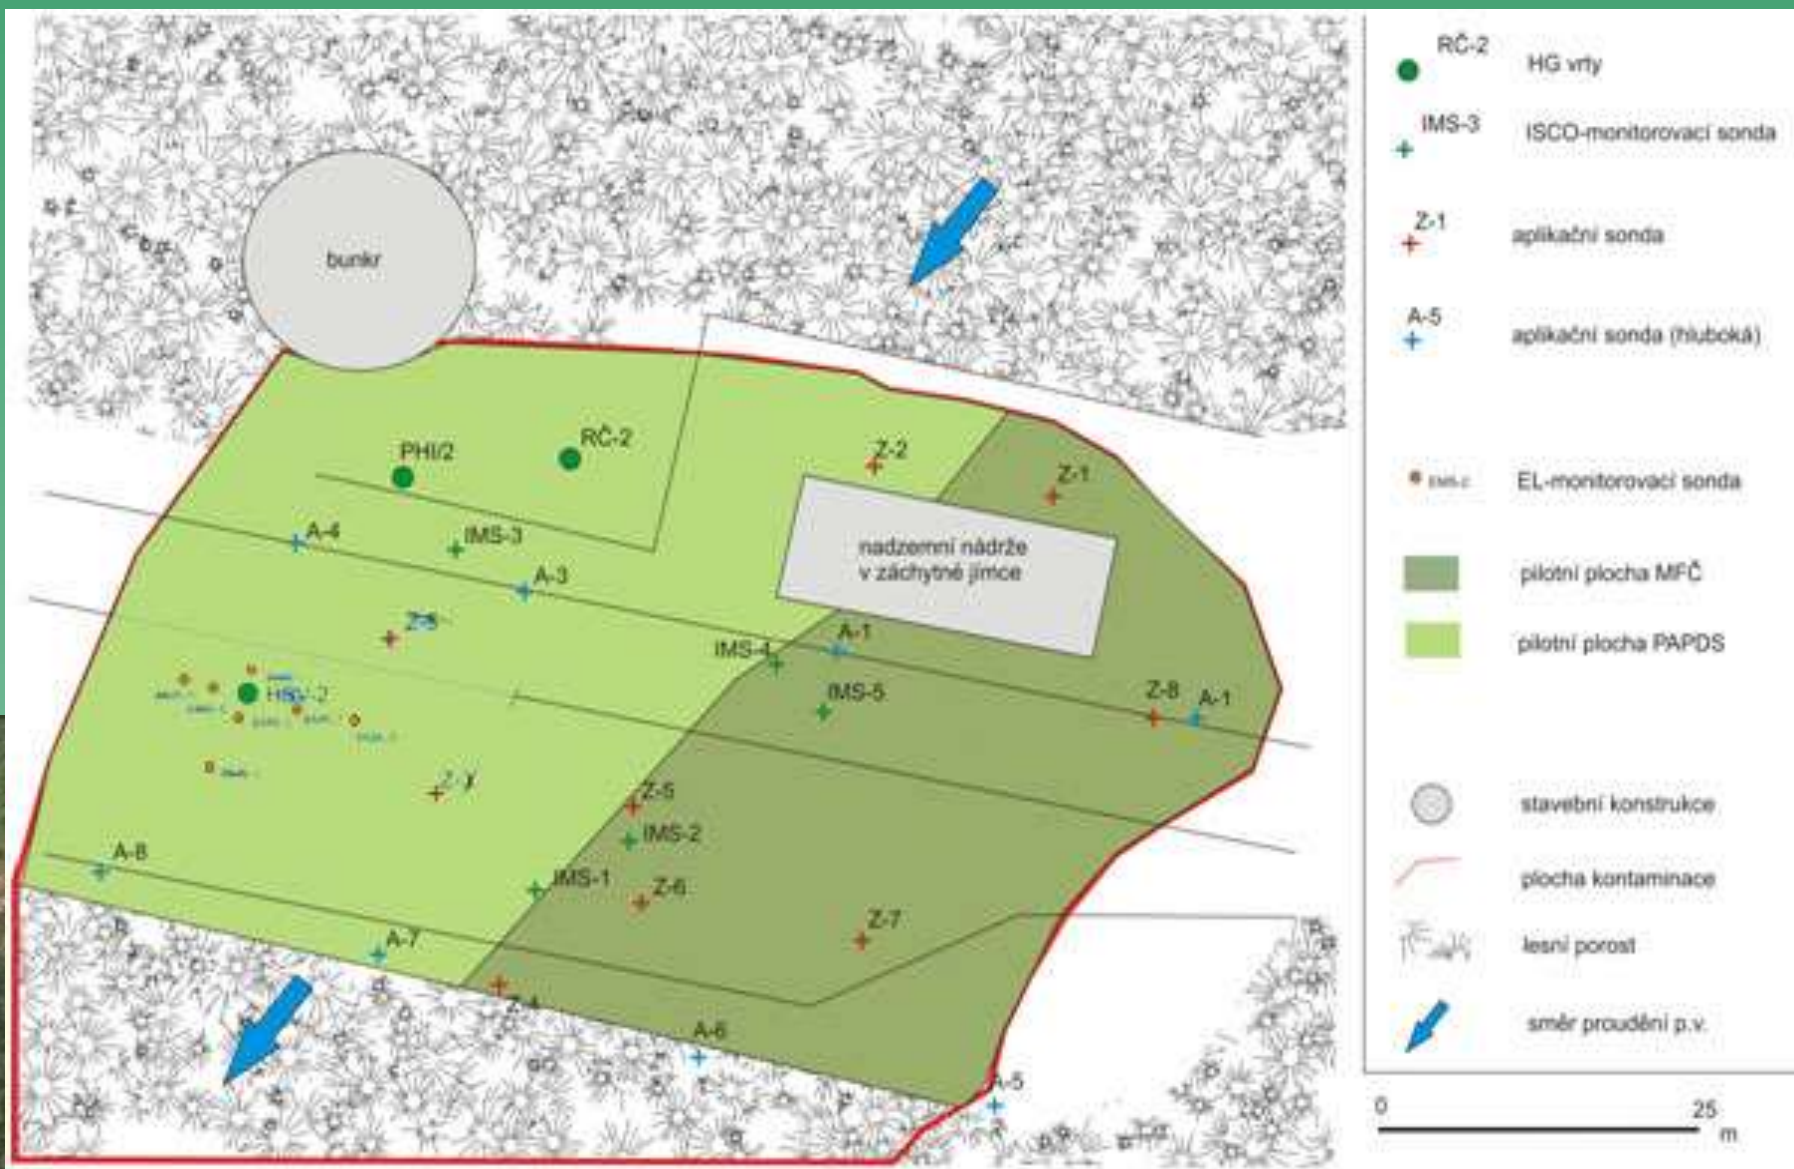 bunkr
PHI/2
RČ-2
Z-2
Z-1
nadzemní nádrže
v záchytné jímce
A-4
IMS-3
A-3
A-1
IMS-4
IMS-5
Z-8
A-1
Z-5
IMS-2
IMS-1
Z-6
Z-7
A-8
A-7
Z-4
A-6
A-5
RČ-2
HG vrty
IMS-3
ISCO-monitorovací sonda
Z-1
aplikační sonda
A-5
aplikační sonda (hluboká)
EL-monitorovací sonda
pilotní plocha MFČ
pilotní plocha PAPDS
stavební konstrukce
plocha kontaminace
lesní porost
směr proudění p.v.
0
25
m